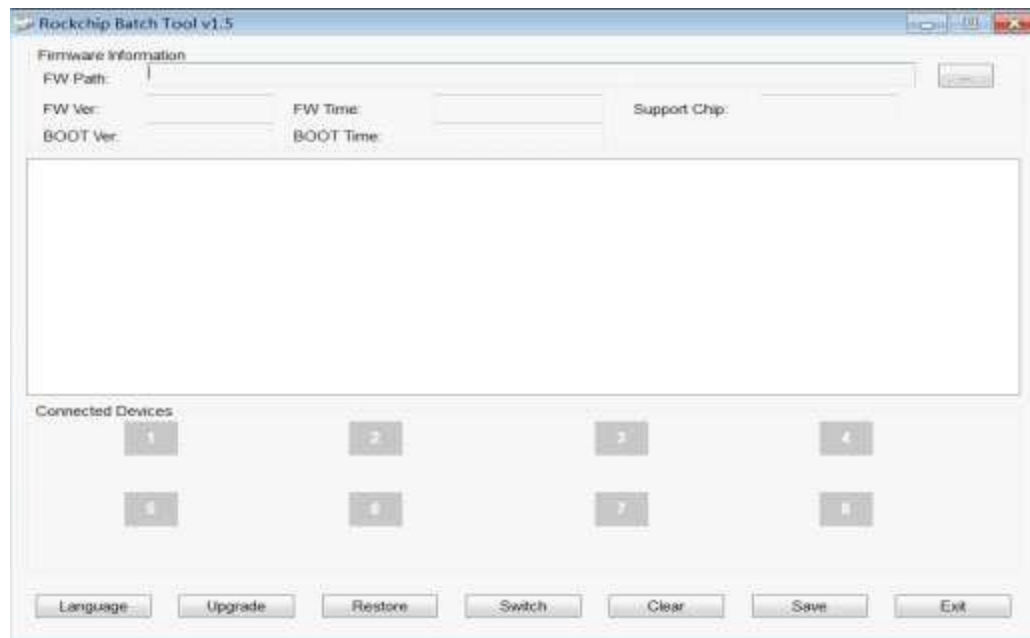 Rockchip Batch Tool v1.5
Firmware Information
FW Path:
...
FW Ver: FW Time: Support Chip:
BOOT Ver: BOOT Time:
Connected Devices
1 2 3 4
5 6 7 8
Language Upgrade Restore Switch Clear Save Exit